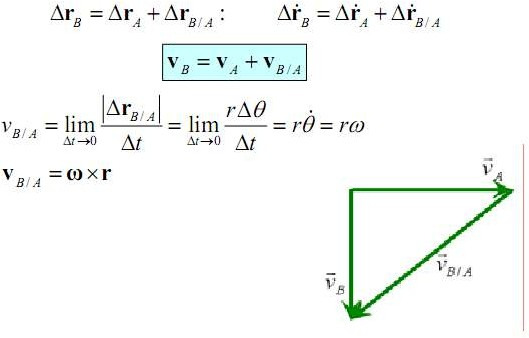 Δr_B = Δr_A + Δr_{B/A} : Δṙ_B = Δṙ_A + Δṙ_{B/A}
v_B = v_A + v_{B/A}
v_{B/A} = lim_{Δt→0} |Δr_{B/A}| / Δt = lim_{Δt→0} rΔθ / Δt = rθ̇ = rω
v_{B/A} = ω × r
v⃗_A
v⃗_{B/A}
v⃗_B